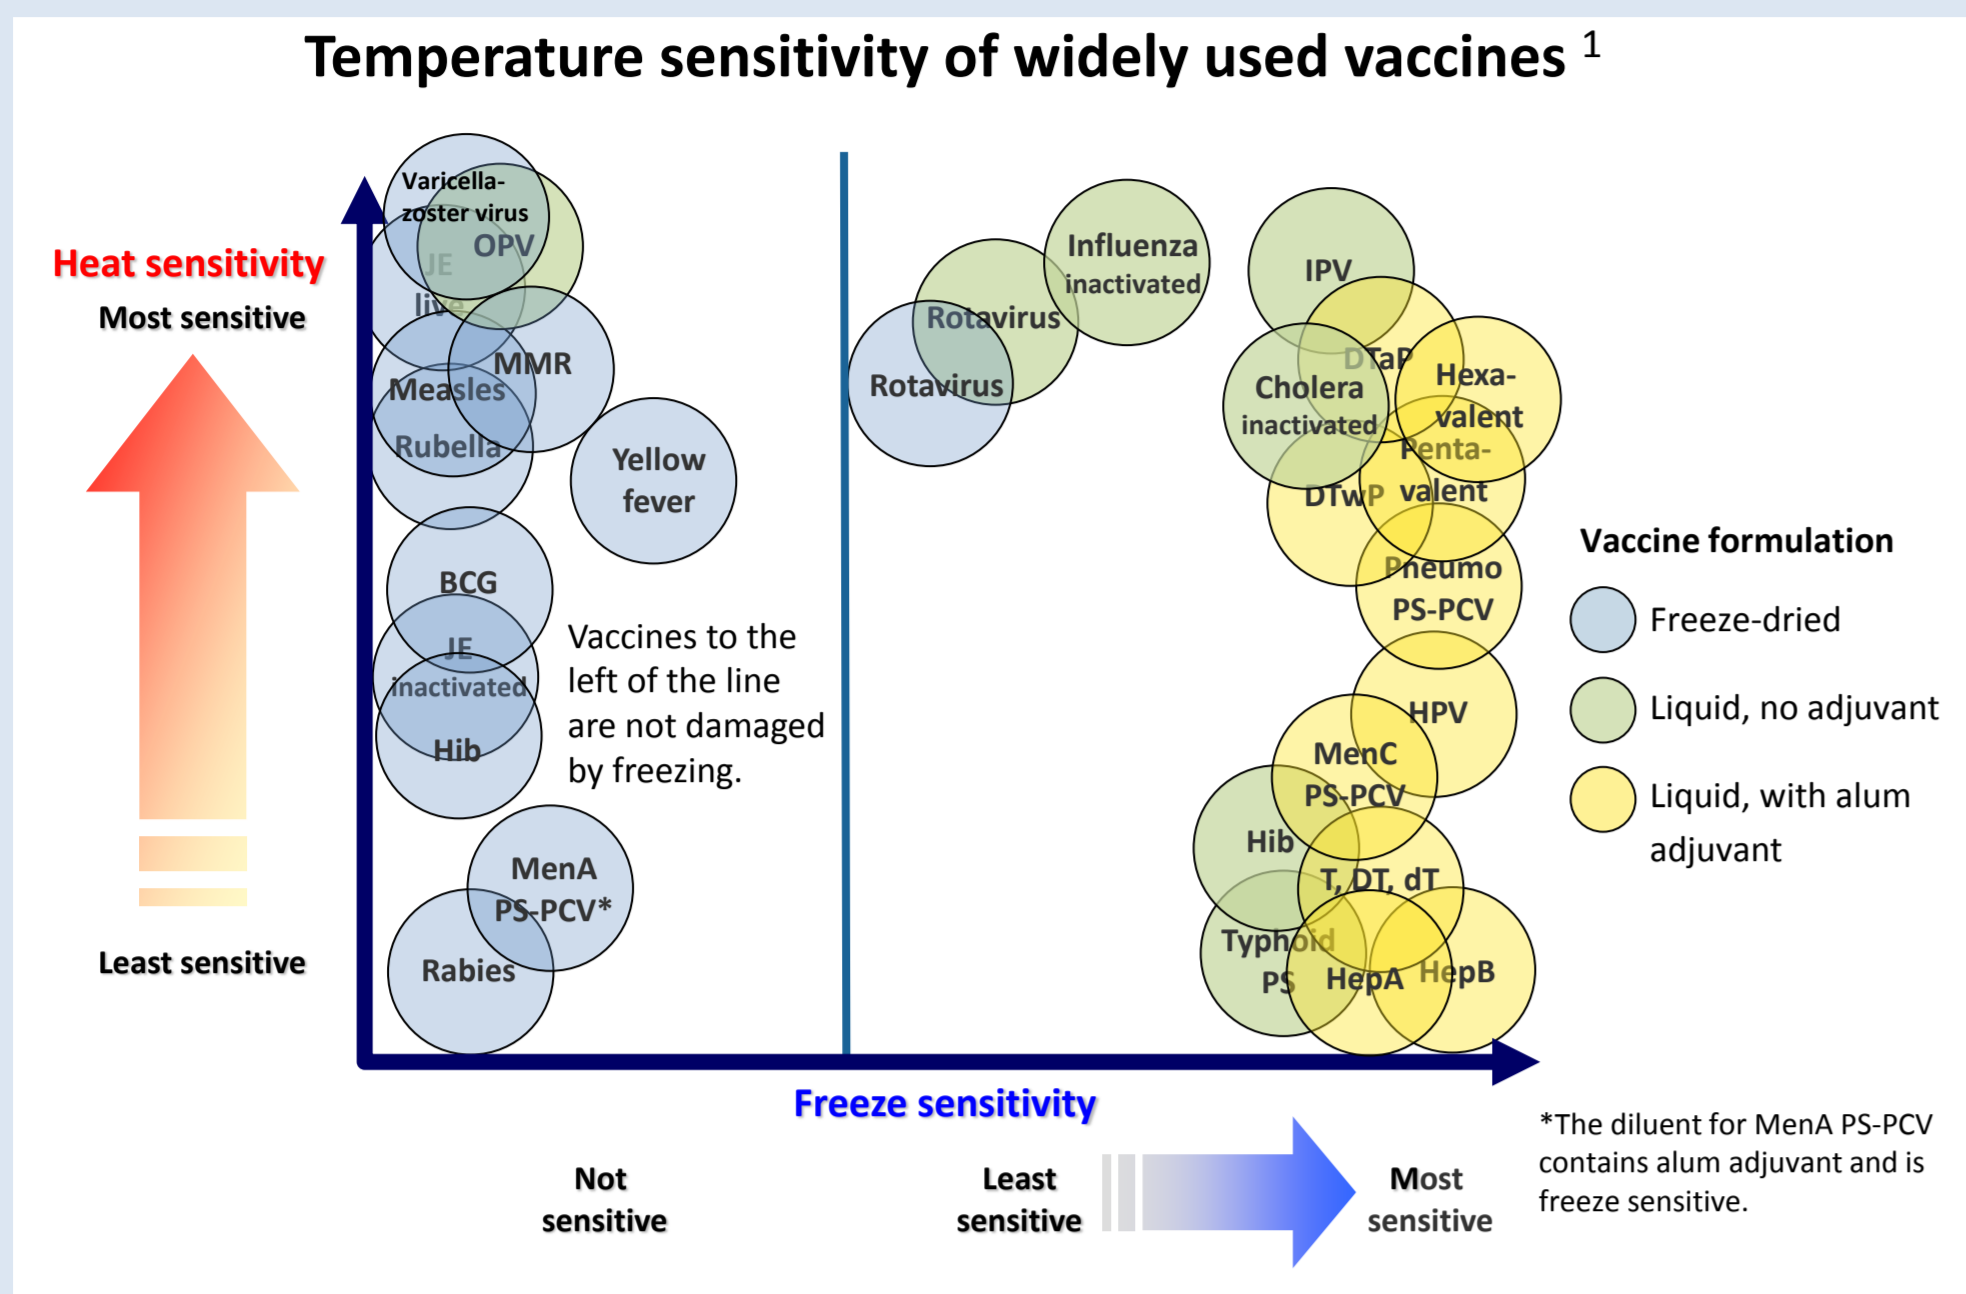 Temperature sensitivity of widely used vaccines 1
Heat sensitivity
Most sensitive
Least sensitive
Varicella-
zoster virus
OPV
JE
live
MMR
Measles
Rubella
Yellow
fever
BCG
JE
inactivated
Hib
MenA
PS-PCV*
Rabies
Vaccines to the
left of the line
are not damaged
by freezing.
Influenza
inactivated
Rotavirus
Rotavirus
IPV
DTaP
Cholera
inactivated
Hexa-
valent
Penta-
valent
DTwP
Pneumo
PS-PCV
HPV
MenC
PS-PCV
Hib
T, DT, dT
Typhoid
PS
HepA
HepB
Vaccine formulation
Freeze-dried
Liquid, no adjuvant
Liquid, with alum
adjuvant
Freeze sensitivity
Not
sensitive
Least
sensitive
Most
sensitive
*The diluent for MenA PS-PCV
contains alum adjuvant and is
freeze sensitive.